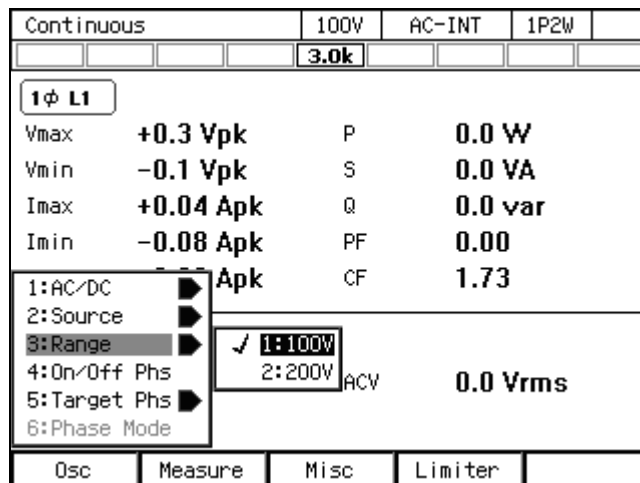 Continuous 100V AC-INT 1P2W
3.0k
1Φ L1
Vmax +0.3 Vpk P 0.0 W
Vmin -0.1 Vpk S 0.0 VA
Imax +0.04 Apk Q 0.0 var
Imin -0.08 Apk PF 0.00
Apk CF 1.73
1:AC/DC
2:Source
3:Range ✓ 1:100V
4:On/Off Phs 2:200V ACV 0.0 Vrms
5:Target Phs
6:Phase Mode
Osc Measure Misc Limiter